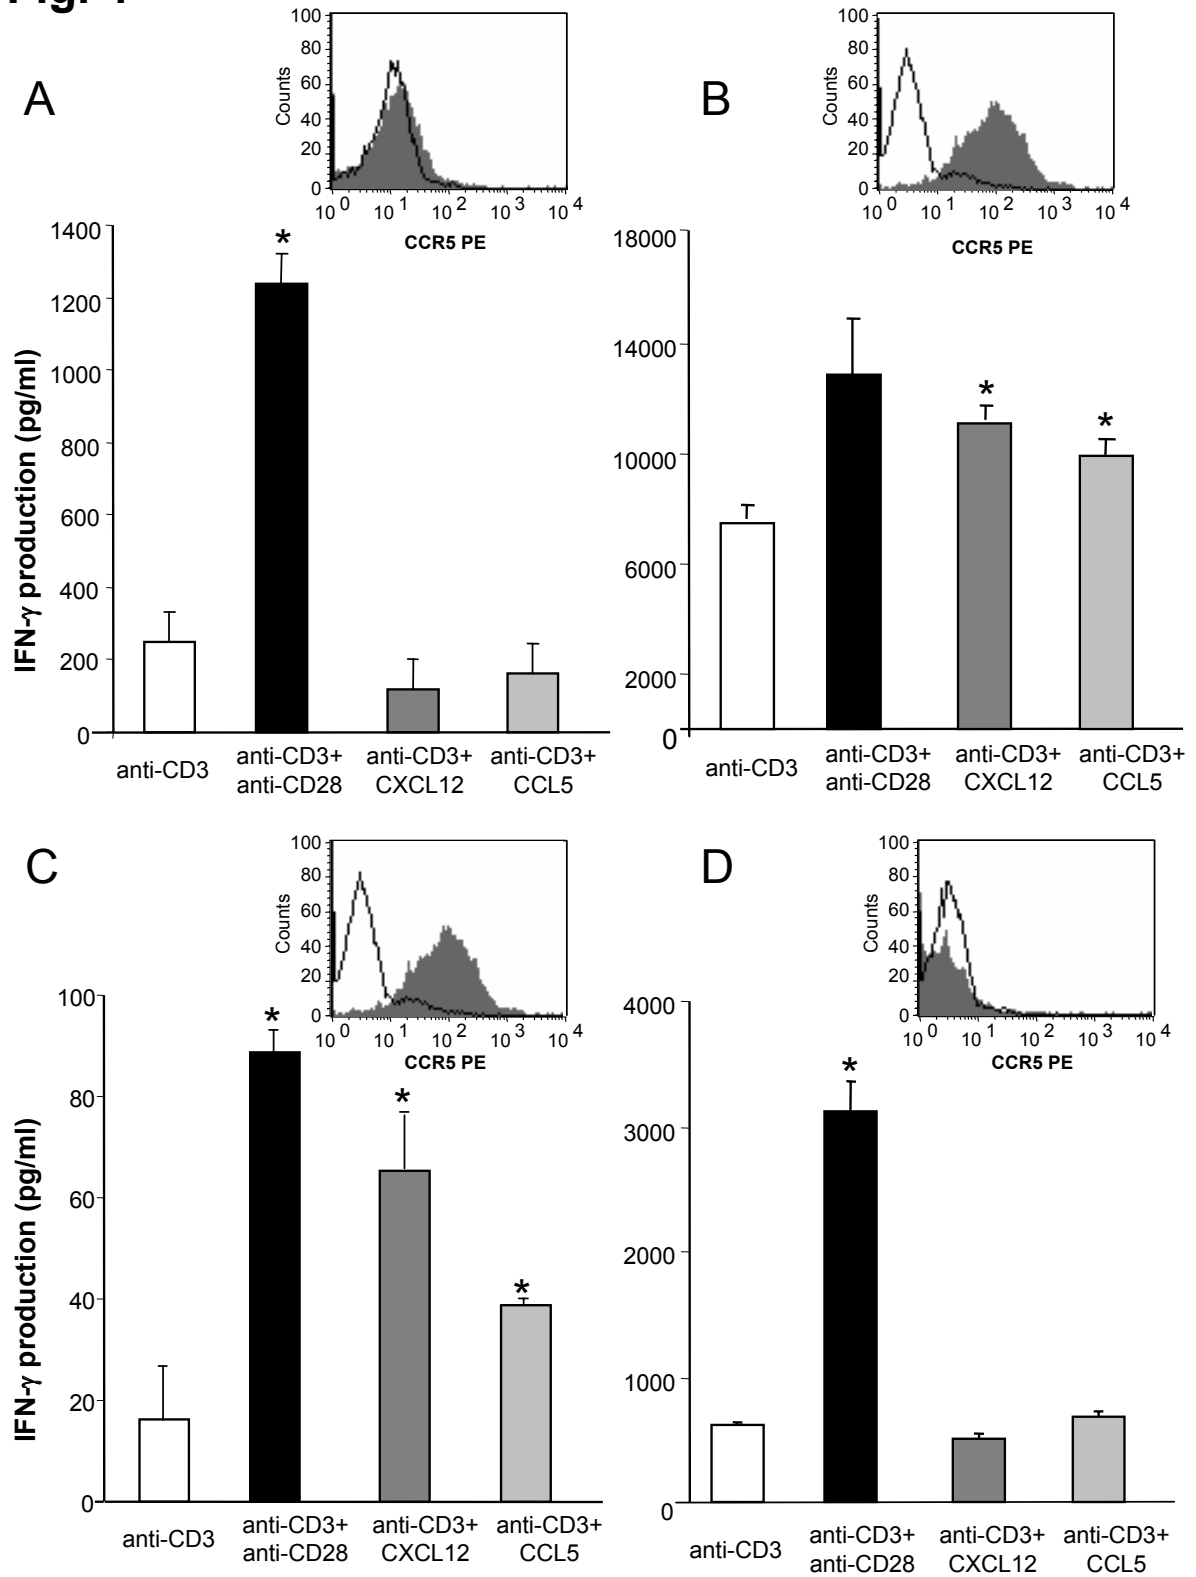 A
100
80
60
40
20
0
Counts
10 0 10 1 10 2 10 3 10 4
CCR5 PE
IFN-γ production (pg/ml)
1400
1200
1000
800
600
400
200
0
*
anti-CD3
anti-CD3+
anti-CD28
anti-CD3+
CXCL12
anti-CD3+
CCL5
B
100
80
60
40
20
0
Counts
10 0 10 1 10 2 10 3 10 4
CCR5 PE
18000
14000
10000
6000
2000
0
*
*
anti-CD3
anti-CD3+
anti-CD28
anti-CD3+
CXCL12
anti-CD3+
CCL5
C
100
80
60
40
20
0
Counts
10 0 10 1 10 2 10 3 10 4
CCR5 PE
IFN-γ production (pg/ml)
100
80
60
40
20
0
*
*
*
anti-CD3
anti-CD3+
anti-CD28
anti-CD3+
CXCL12
anti-CD3+
CCL5
D
100
80
60
40
20
0
Counts
10 0 10 1 10 2 10 3 10 4
CCR5 PE
4000
3000
2000
1000
0
*
anti-CD3
anti-CD3+
anti-CD28
anti-CD3+
CXCL12
anti-CD3+
CCL5